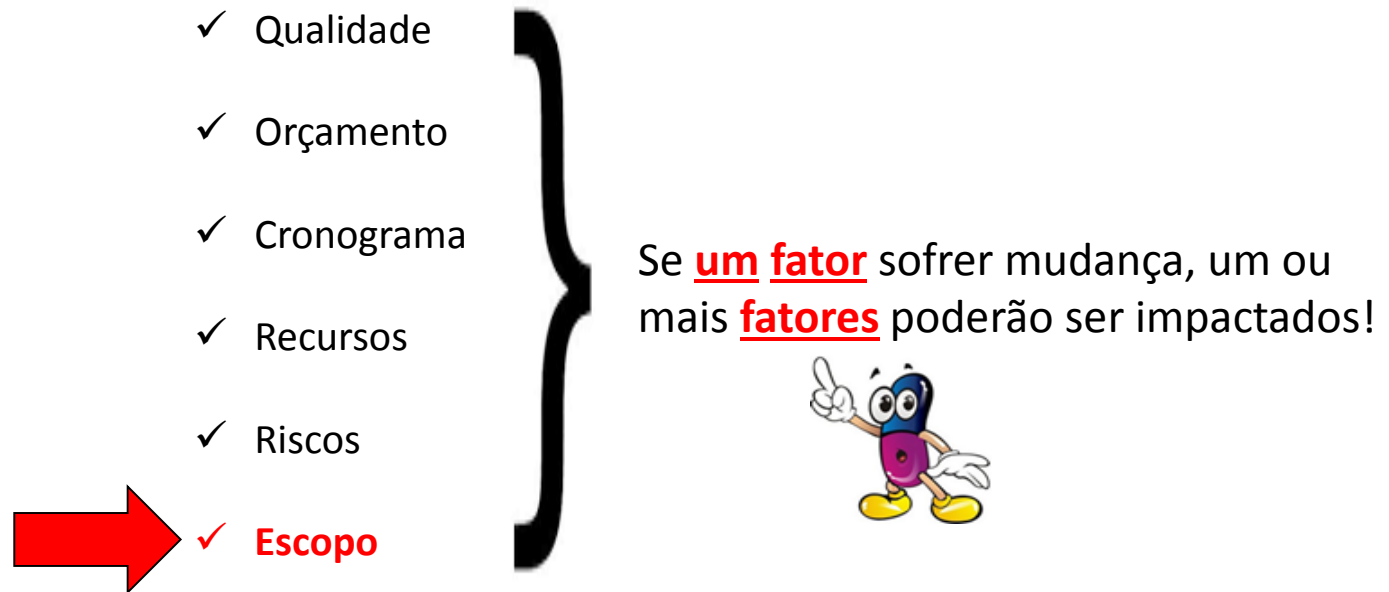 Qualidade
Orçamento
Cronograma
Recursos
Riscos
Escopo
Se um fator sofrer mudança, um ou
mais fatores poderão ser impactados!